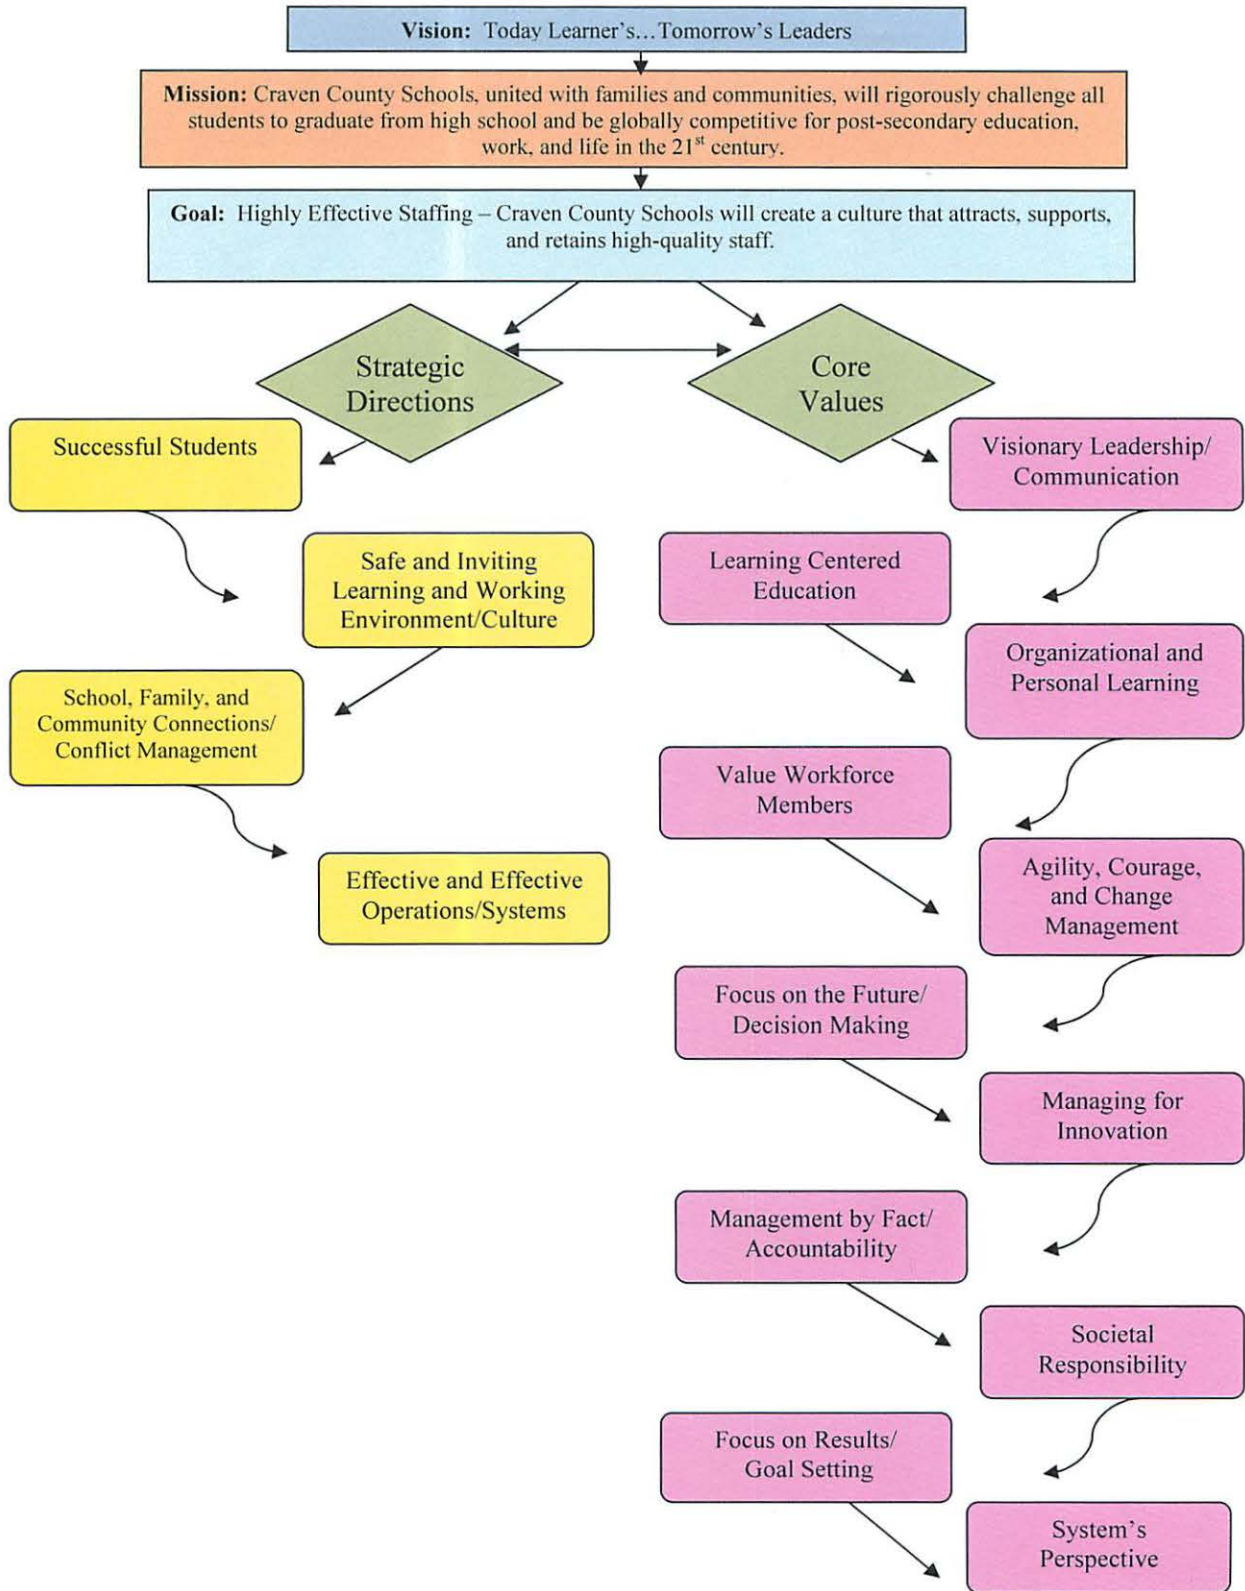 Vision: Today Learner's…Tomorrow's Leaders
Mission: Craven County Schools, united with families and communities, will rigorously challenge all
students to graduate from high school and be globally competitive for post-secondary education,
work, and life in the 21st century.
Goal: Highly Effective Staffing – Craven County Schools will create a culture that attracts, supports,
and retains high-quality staff.
Strategic
Directions
Core
Values
Successful Students
Safe and Inviting
Learning and Working
Environment/Culture
School, Family, and
Community Connections/
Conflict Management
Effective and Effective
Operations/Systems
Visionary Leadership/
Communication
Learning Centered
Education
Organizational and
Personal Learning
Value Workforce
Members
Agility, Courage,
and Change
Management
Focus on the Future/
Decision Making
Managing for
Innovation
Management by Fact/
Accountability
Societal
Responsibility
Focus on Results/
Goal Setting
System's
Perspective